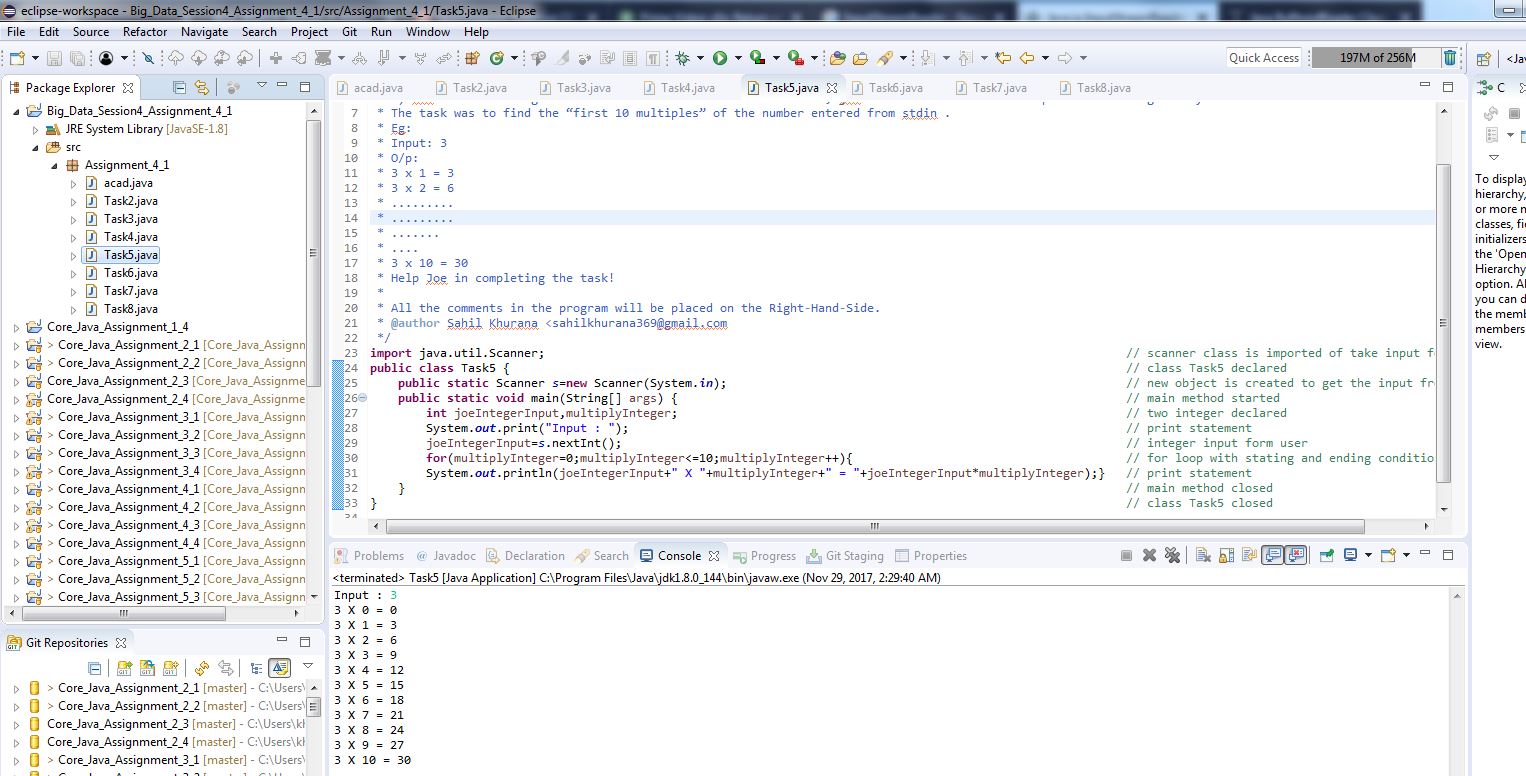 eclipse-workspace - Big_Data_Session4_Assignment_4_1/src/Assignment_4_1/Task5.java - Eclipse
File Edit Source Refactor Navigate Search Project Git Run Window Help
Quick Access
197M of 256M
Package Explorer
Big_Data_Session4_Assignment_4_1
JRE System Library [JavaSE-1.8]
src
Assignment_4_1
acad.java
Task2.java
Task3.java
Task4.java
Task5.java
Task6.java
Task7.java
Task8.java
Core_Java_Assignment_1_4
> Core_Java_Assignment_2_1 [Core_Java_Assignn
> Core_Java_Assignment_2_2 [Core_Java_Assignn
Core_Java_Assignment_2_3 [Core_Java_Assignme
Core_Java_Assignment_2_4 [Core_Java_Assignme
> Core_Java_Assignment_3_1 [Core_Java_Assignn
> Core_Java_Assignment_3_2 [Core_Java_Assignn
> Core_Java_Assignment_3_3 [Core_Java_Assignn
> Core_Java_Assignment_3_4 [Core_Java_Assignn
> Core_Java_Assignment_4_1 [Core_Java_Assignn
> Core_Java_Assignment_4_2 [Core_Java_Assignn
> Core_Java_Assignment_4_3 [Core_Java_Assignn
> Core_Java_Assignment_4_4 [Core_Java_Assignn
> Core_Java_Assignment_5_1 [Core_Java_Assignn
> Core_Java_Assignment_5_2 [Core_Java_Assignn
> Core_Java_Assignment_5_3 [Core_Java_Assignn
Git Repositories
> Core_Java_Assignment_2_1 [master] - C:\Users\
> Core_Java_Assignment_2_2 [master] - C:\Users\
Core_Java_Assignment_2_3 [master] - C:\Users\kl
Core_Java_Assignment_2_4 [master] - C:\Users\kl
> Core_Java_Assignment_3_1 [master] - C:\Users\
acad.java Task2.java Task3.java Task4.java Task5.java Task6.java Task7.java Task8.java
7 * The task was to find the “first 10 multiples” of the number entered from stdin .
8 * Eg:
9 * Input: 3
10 * O/p:
11 * 3 x 1 = 3
12 * 3 x 2 = 6
13 * .........
14 * .........
15 * .......
16 * ....
17 * 3 x 10 = 30
18 * Help Joe in completing the task!
19 *
20 * All the comments in the program will be placed on the Right-Hand-Side.
21 * @author Sahil Khurana <sahilkhurana369@gmail.com
22 */
23 import java.util.Scanner; // scanner class is imported of take input f
24 public class Task5 { // class Task5 declared
25 public static Scanner s=new Scanner(System.in); // new object is created to get the input fr
26 public static void main(String[] args) { // main method started
27 int joeIntegerInput,multiplyInteger; // two integer declared
28 System.out.print("Input : "); // print statement
29 joeIntegerInput=s.nextInt(); // integer input form user
30 for(multiplyInteger=0;multiplyInteger<=10;multiplyInteger++){ // for loop with stating and ending conditio
31 System.out.println(joeIntegerInput+" X "+multiplyInteger+" = "+joeIntegerInput*multiplyInteger);} // print statement
32 } // main method closed
33 } // class Task5 closed
34
Problems Javadoc Declaration Search Console Progress Git Staging Properties
<terminated> Task5 [Java Application] C:\Program Files\Java\jdk1.8.0_144\bin\javaw.exe (Nov 29, 2017, 2:29:40 AM)
Input : 3
3 X 0 = 0
3 X 1 = 3
3 X 2 = 6
3 X 3 = 9
3 X 4 = 12
3 X 5 = 15
3 X 6 = 18
3 X 7 = 21
3 X 8 = 24
3 X 9 = 27
3 X 10 = 30
<Jav
C
To display
hierarchy,
or more n
classes, fi
initializers
the 'Open
Hierarchy
option. Al
you can d
the memb
members
view.